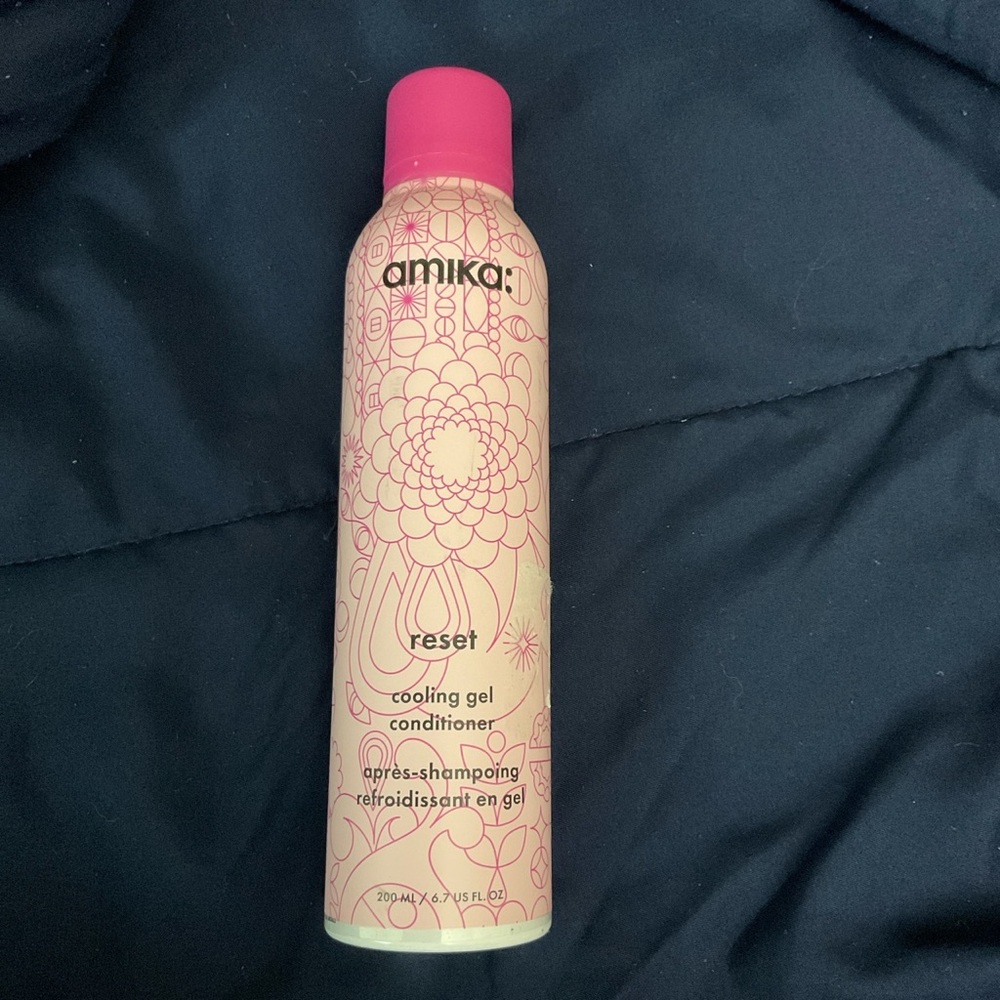 amika:
reset
cooling gel
conditioner
après-shampoing
refroidissant en gel
200 ML / 6.7 US FL. OZ